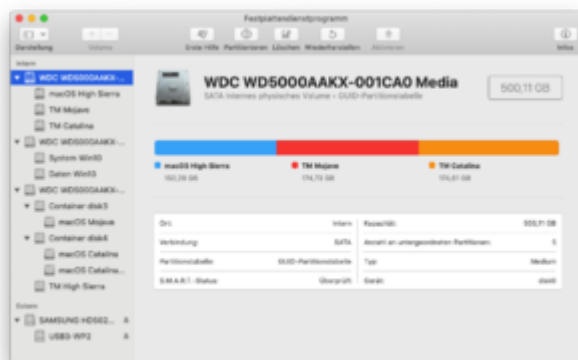 Festplattendienstprogramm
Darstellung
Volume
Erste Hilfe Partitionieren Löschen Wiederherstellen Aktivieren
Infos
Intern
WDC WD5000AAKX-...
macOS High Sierra
TM Mojave
TM Catalina
WDC WD5000AAKX-...
System Win10
Daten Win10
WDC WD5000AAKX-...
Container disk3
macOS Mojave
Container disk4
macOS Catalina
macOS Catalina...
TM High Sierra
Extern
SAMSUNG HD502...
USB3-WP2
WDC WD5000AAKX-001CA0 Media
SATA Internes physisches Volume • GUID-Partitionstabelle
500,11 GB
macOS High Sierra
TM Mojave
TM Catalina
Ort: Intern
Verbindung: SATA
Partitionstabelle: GUID-Partitionstabelle
S.M.A.R.T.-Status: Überprüft
Kapazität: 500,11 GB
Anzahl an untergeordneten Partitionen: 5
Typ: Medium
Gerät: